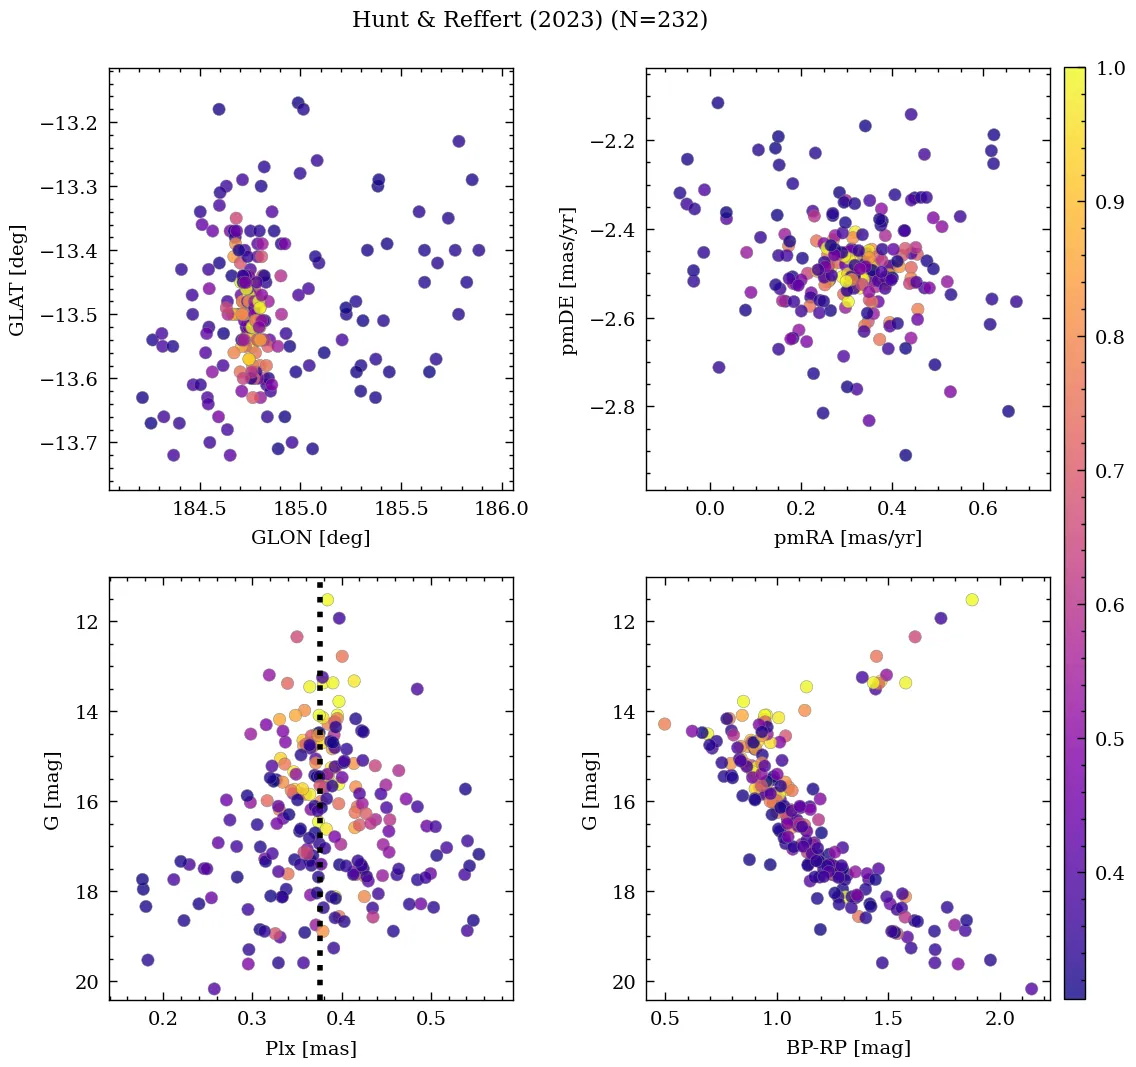 Hunt & Reffert (2023) (N=232)
−13.2
−13.3
−13.4
−13.5
−13.6
−13.7
GLAT [deg]
184.5 185.0 185.5 186.0
GLON [deg]
−2.2
−2.4
−2.6
−2.8
pmDE [mas/yr]
0.0 0.2 0.4 0.6
pmRA [mas/yr]
1.0
0.9
0.8
0.7
0.6
0.5
0.4
12
14
16
18
20
G [mag]
0.2 0.3 0.4 0.5
Plx [mas]
12
14
16
18
20
G [mag]
0.5 1.0 1.5 2.0
BP-RP [mag]